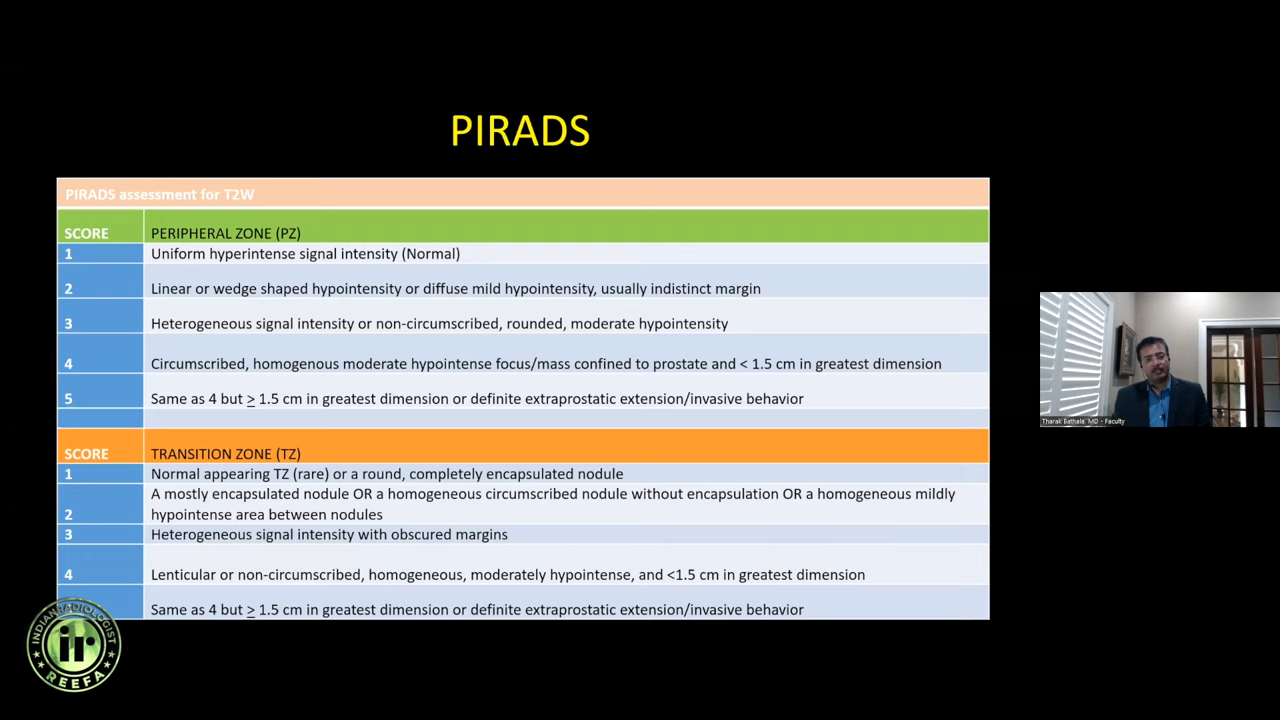 PIRADS
PIRADS assessment for T2W
SCORE PERIPHERAL ZONE (PZ)
1 Uniform hyperintense signal intensity (Normal)
2 Linear or wedge shaped hypointensity or diffuse mild hypointensity, usually indistinct margin
3 Heterogeneous signal intensity or non-circumscribed, rounded, moderate hypointensity
4 Circumscribed, homogenous moderate hypointense focus/mass confined to prostate and < 1.5 cm in greatest dimension
5 Same as 4 but ≥ 1.5 cm in greatest dimension or definite extraprostatic extension/invasive behavior
SCORE TRANSITION ZONE (TZ)
1 Normal appearing TZ (rare) or a round, completely encapsulated nodule
2 A mostly encapsulated nodule OR a homogeneous circumscribed nodule without encapsulation OR a homogeneous mildly
hypointense area between nodules
3 Heterogeneous signal intensity with obscured margins
4 Lenticular or non-circumscribed, homogeneous, moderately hypointense, and <1.5 cm in greatest dimension
Same as 4 but ≥ 1.5 cm in greatest dimension or definite extraprostatic extension/invasive behavior
Tharak Bathala, MD - Faculty
INDIANRADIOLOGIST
ir
REEFA